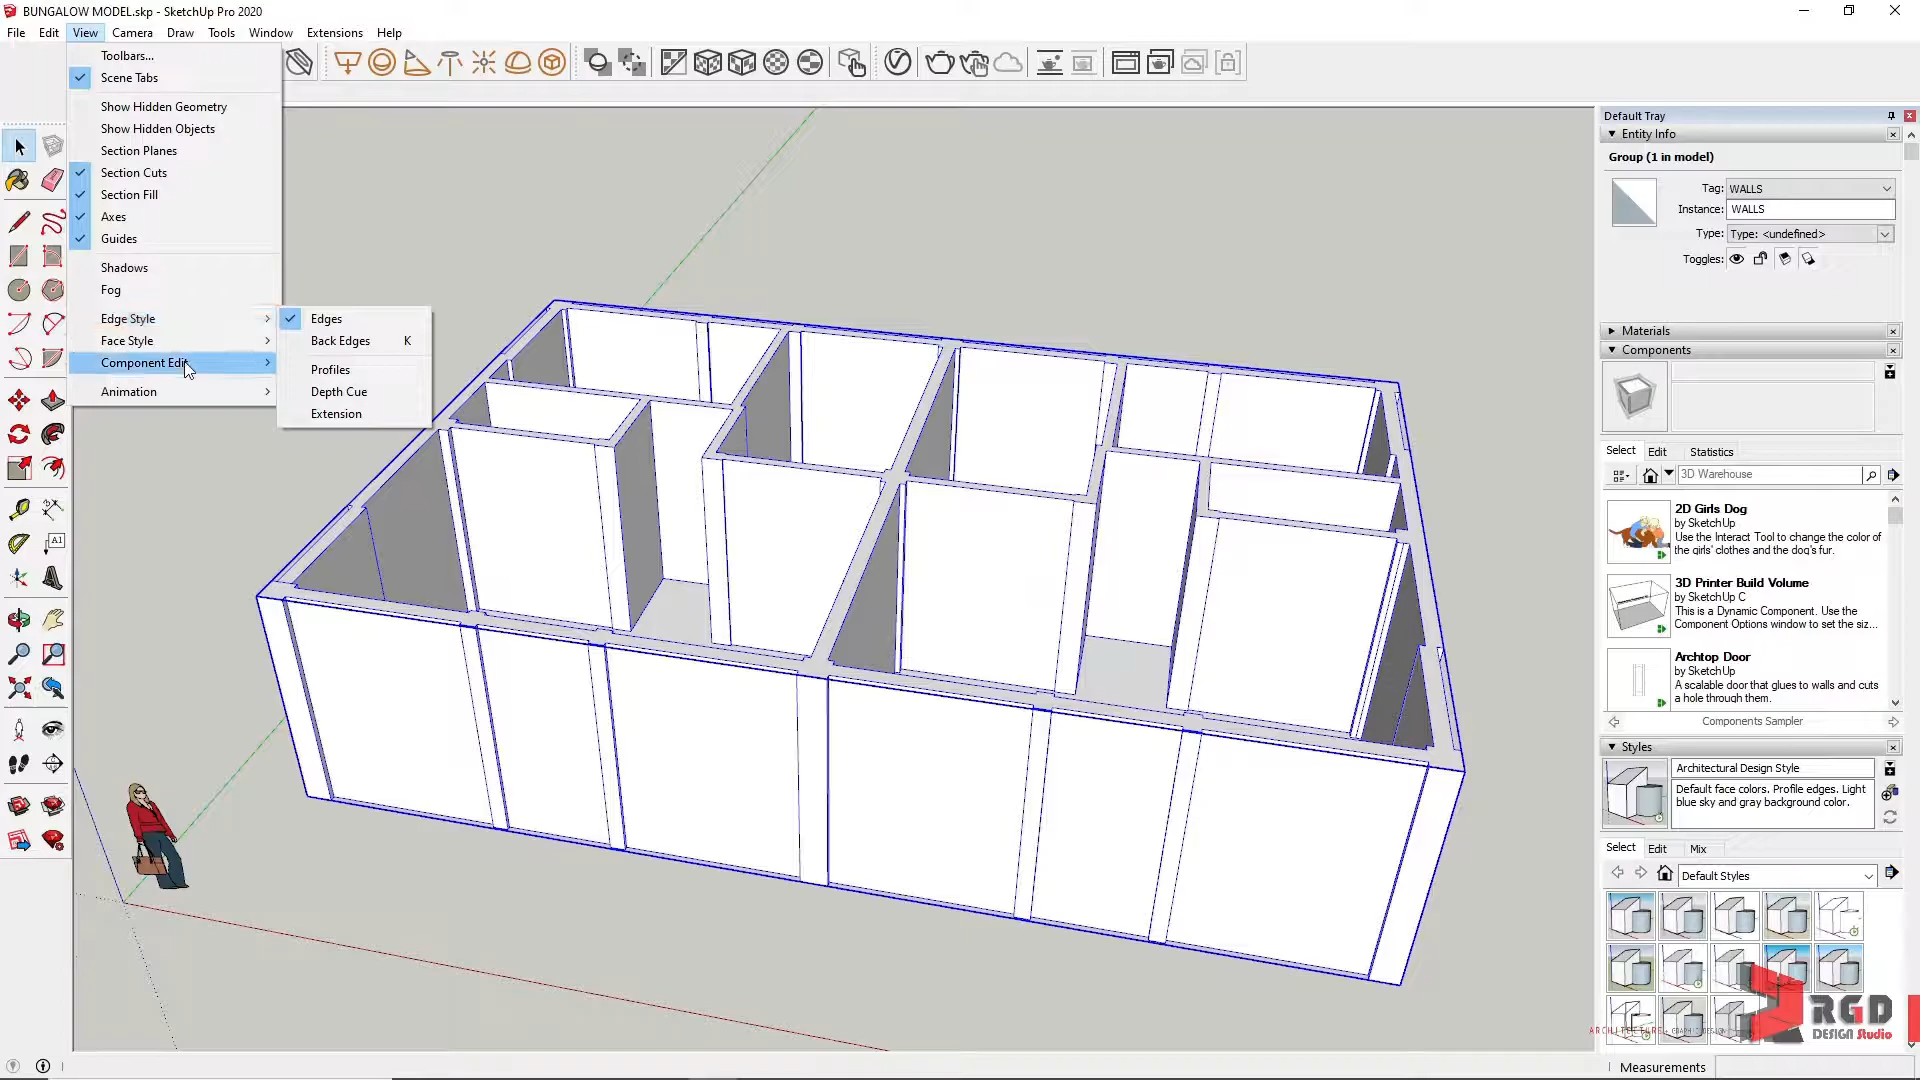 BUNGALOW MODEL.skp - SketchUp Pro 2020
File Edit View Camera Draw Tools Window Extensions Help
Toolbars...
Scene Tabs
Show Hidden Geometry
Show Hidden Objects
Section Planes
Section Cuts
Section Fill
Axes
Guides
Shadows
Fog
Edge Style
Face Style
Component Edit
Animation
Edges
Back Edges K
Profiles
Depth Cue
Extension
A1
Default Tray
Entity Info
Group (1 in model)
Tag: WALLS
Instance: WALLS
Type: Type: <undefined>
Toggles:
Materials
Components
Select Edit Statistics
3D Warehouse
2D Girls Dog
by SketchUp
Use the Interact Tool to change the color of
the girls' clothes and the dog's fur.
3D Printer Build Volume
by SketchUp C
This is a Dynamic Component. Use the
Component Options window to set the siz...
Archtop Door
by SketchUp
A scalable door that glues to walls and cuts
a hole through them.
Components Sampler
Styles
Architectural Design Style
Default face colors. Profile edges. Light
blue sky and gray background color.
Select Edit Mix
Default Styles
RGD
DESIGN Studio
Measurements